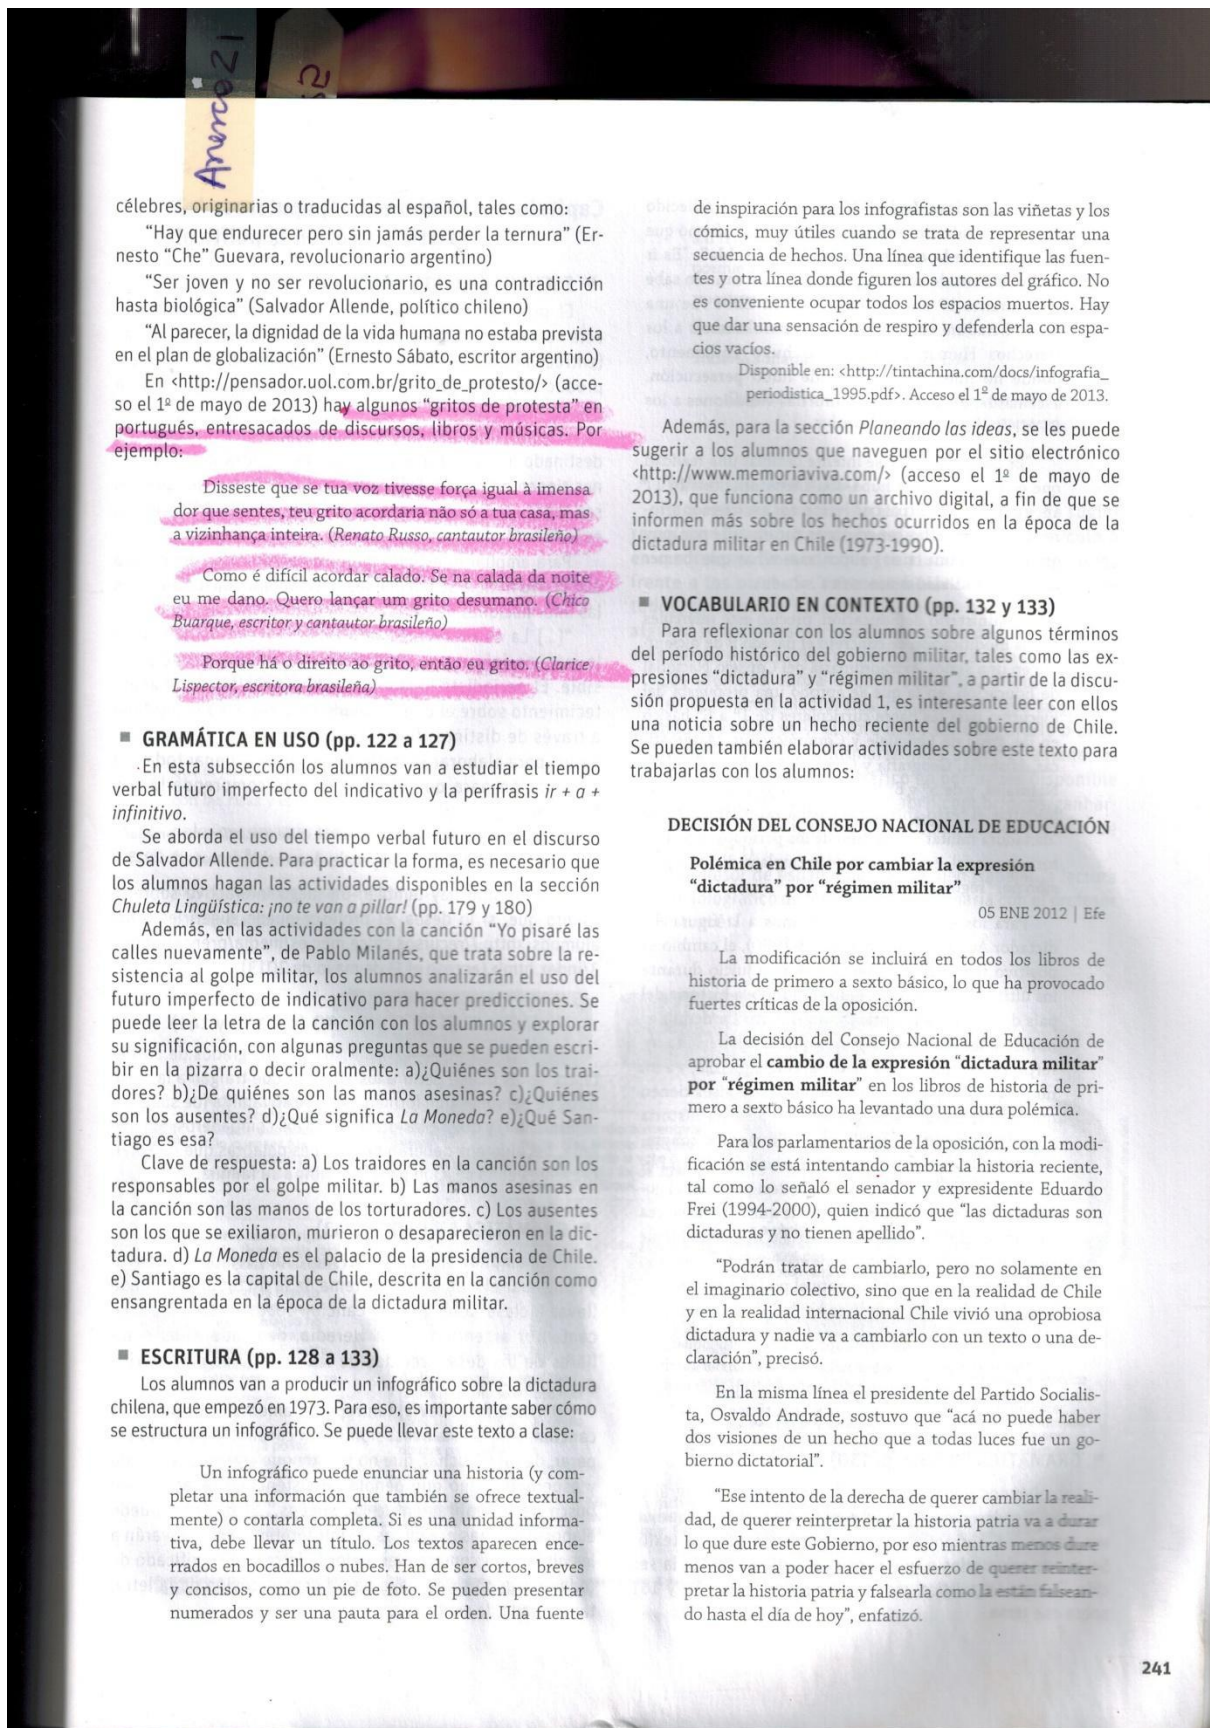 Anexo 21
52
célebres, originarias o traducidas al español, tales como:
“Hay que endurecer pero sin jamás perder la ternura” (Er-
nesto “Che” Guevara, revolucionario argentino)
“Ser joven y no ser revolucionario, es una contradicción
hasta biológica” (Salvador Allende, político chileno)
“Al parecer, la dignidad de la vida humana no estaba prevista
en el plan de globalización” (Ernesto Sábato, escritor argentino)
En <http://pensador.uol.com.br/grito_de_protesto/> (acce-
so el 1º de mayo de 2013) hay algunos “gritos de protesta” en
portugués, entresacados de discursos, libros y músicas. Por
ejemplo:
Disseste que se tua voz tivesse força igual à imensa
dor que sentes, teu grito acordaria não só a tua casa, mas
a vizinhança inteira. (Renato Russo, cantautor brasileño)
Como é difícil acordar calado. Se na calada da noite
eu me dano. Quero lançar um grito desumano. (Chico
Buarque, escritor y cantautor brasileño)
Porque há o direito ao grito, então eu grito. (Clarice
Lispector, escritora brasileña)
■ GRAMÁTICA EN USO (pp. 122 a 127)
En esta subsección los alumnos van a estudiar el tiempo
verbal futuro imperfecto del indicativo y la perífrasis ir + a +
infinitivo.
Se aborda el uso del tiempo verbal futuro en el discurso
de Salvador Allende. Para practicar la forma, es necesario que
los alumnos hagan las actividades disponibles en la sección
Chuleta Lingüística: ¡no te van a pillar! (pp. 179 y 180)
Además, en las actividades con la canción “Yo pisaré las
calles nuevamente”, de Pablo Milanés, que trata sobre la re-
sistencia al golpe militar, los alumnos analizarán el uso del
futuro imperfecto de indicativo para hacer predicciones. Se
puede leer la letra de la canción con los alumnos y explorar
su significación, con algunas preguntas que se pueden escri-
bir en la pizarra o decir oralmente: a)¿Quiénes son los trai-
dores? b)¿De quiénes son las manos asesinas? c)¿Quiénes
son los ausentes? d)¿Qué significa La Moneda? e)¿Qué San-
tiago es esa?
Clave de respuesta: a) Los traidores en la canción son los
responsables por el golpe militar. b) Las manos asesinas en
la canción son las manos de los torturadores. c) Los ausentes
son los que se exiliaron, murieron o desaparecieron en la dic-
tadura. d) La Moneda es el palacio de la presidencia de Chile.
e) Santiago es la capital de Chile, descrita en la canción como
ensangrentada en la época de la dictadura militar.
■ ESCRITURA (pp. 128 a 133)
Los alumnos van a producir un infográfico sobre la dictadura
chilena, que empezó en 1973. Para eso, es importante saber cómo
se estructura un infográfico. Se puede llevar este texto a clase:
Un infográfico puede enunciar una historia (y com-
pletar una información que también se ofrece textual-
mente) o contarla completa. Si es una unidad informa-
tiva, debe llevar un título. Los textos aparecen ence-
rrados en bocadillos o nubes. Han de ser cortos, breves
y concisos, como un pie de foto. Se pueden presentar
numerados y ser una pauta para el orden. Una fuente
de inspiración para los infografistas son las viñetas y los
cómics, muy útiles cuando se trata de representar una
secuencia de hechos. Una línea que identifique las fuen-
tes y otra línea donde figuren los autores del gráfico. No
es conveniente ocupar todos los espacios muertos. Hay
que dar una sensación de respiro y defenderla con espa-
cios vacíos.
Disponible en: <http://tintachina.com/docs/infografia_
periodistica_1995.pdf>. Acceso el 1º de mayo de 2013.
Además, para la sección Planeando las ideas, se les puede
sugerir a los alumnos que naveguen por el sitio electrónico
<http://www.memoriaviva.com/> (acceso el 1º de mayo de
2013), que funciona como un archivo digital, a fin de que se
informen más sobre los hechos ocurridos en la época de la
dictadura militar en Chile (1973-1990).
■ VOCABULARIO EN CONTEXTO (pp. 132 y 133)
Para reflexionar con los alumnos sobre algunos términos
del período histórico del gobierno militar, tales como las ex-
presiones “dictadura” y “régimen militar”, a partir de la discu-
sión propuesta en la actividad 1, es interesante leer con ellos
una noticia sobre un hecho reciente del gobierno de Chile.
Se pueden también elaborar actividades sobre este texto para
trabajarlas con los alumnos:
DECISIÓN DEL CONSEJO NACIONAL DE EDUCACIÓN
Polémica en Chile por cambiar la expresión
“dictadura” por “régimen militar”
05 ENE 2012 | Efe
La modificación se incluirá en todos los libros de
historia de primero a sexto básico, lo que ha provocado
fuertes críticas de la oposición.
La decisión del Consejo Nacional de Educación de
aprobar el cambio de la expresión “dictadura militar”
por “régimen militar” en los libros de historia de pri-
mero a sexto básico ha levantado una dura polémica.
Para los parlamentarios de la oposición, con la modi-
ficación se está intentando cambiar la historia reciente,
tal como lo señaló el senador y expresidente Eduardo
Frei (1994-2000), quien indicó que “las dictaduras son
dictaduras y no tienen apellido”.
“Podrán tratar de cambiarlo, pero no solamente en
el imaginario colectivo, sino que en la realidad de Chile
y en la realidad internacional Chile vivió una oprobiosa
dictadura y nadie va a cambiarlo con un texto o una de-
claración”, precisó.
En la misma línea el presidente del Partido Socialis-
ta, Osvaldo Andrade, sostuvo que “acá no puede haber
dos visiones de un hecho que a todas luces fue un go-
bierno dictatorial”.
“Ese intento de la derecha de querer cambiar la reali-
dad, de querer reinterpretar la historia patria va a durar
lo que dure este Gobierno, por eso mientras menos dure
menos van a poder hacer el esfuerzo de querer reinter-
pretar la historia patria y falsearla como la están falsean-
do hasta el día de hoy”, enfatizó.
241